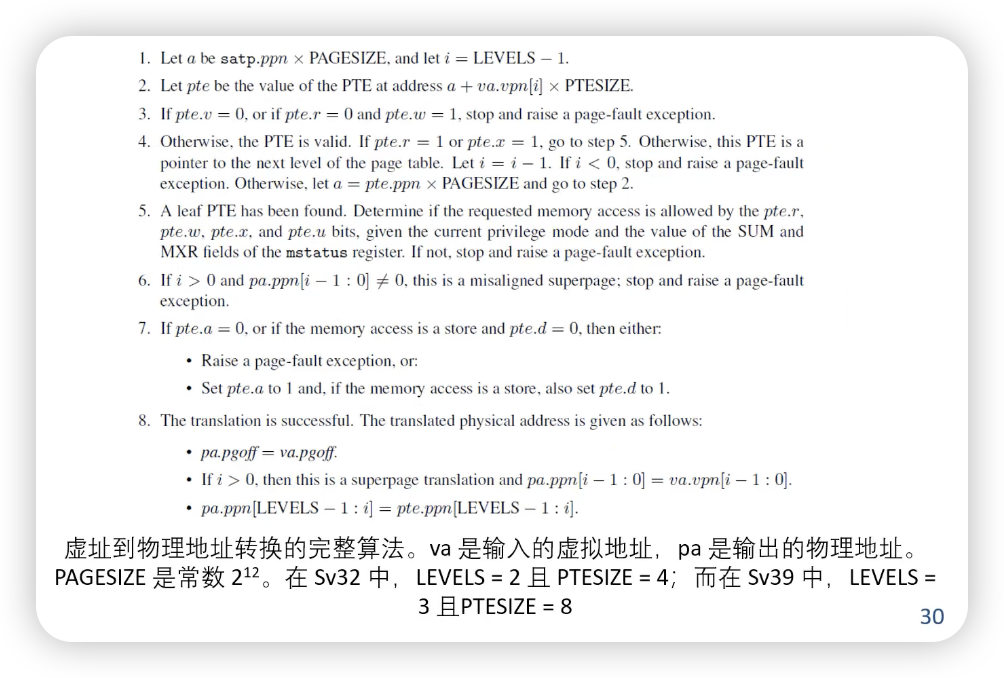 1. Let a be satp.ppn × PAGESIZE, and let i = LEVELS − 1.
2. Let pte be the value of the PTE at address a + va.vpn[i] × PTESIZE.
3. If pte.v = 0, or if pte.r = 0 and pte.w = 1, stop and raise a page-fault exception.
4. Otherwise, the PTE is valid. If pte.r = 1 or pte.x = 1, go to step 5. Otherwise, this PTE is a
pointer to the next level of the page table. Let i = i − 1. If i < 0, stop and raise a page-fault
exception. Otherwise, let a = pte.ppn × PAGESIZE and go to step 2.
5. A leaf PTE has been found. Determine if the requested memory access is allowed by the pte.r,
pte.w, pte.x, and pte.u bits, given the current privilege mode and the value of the SUM and
MXR fields of the mstatus register. If not, stop and raise a page-fault exception.
6. If i > 0 and pa.ppn[i − 1 : 0] ≠ 0, this is a misaligned superpage; stop and raise a page-fault
exception.
7. If pte.a = 0, or if the memory access is a store and pte.d = 0, then either:
• Raise a page-fault exception, or:
• Set pte.a to 1 and, if the memory access is a store, also set pte.d to 1.
8. The translation is successful. The translated physical address is given as follows:
• pa.pgoff = va.pgoff.
• If i > 0, then this is a superpage translation and pa.ppn[i − 1 : 0] = va.vpn[i − 1 : 0].
• pa.ppn[LEVELS − 1 : i] = pte.ppn[LEVELS − 1 : i].
虚址到物理地址转换的完整算法。va 是输入的虚拟地址，pa 是输出的物理地址。
PAGESIZE 是常数 2¹²。在 Sv32 中，LEVELS = 2 且 PTESIZE = 4；而在 Sv39 中，LEVELS =
3 且PTESIZE = 8
30